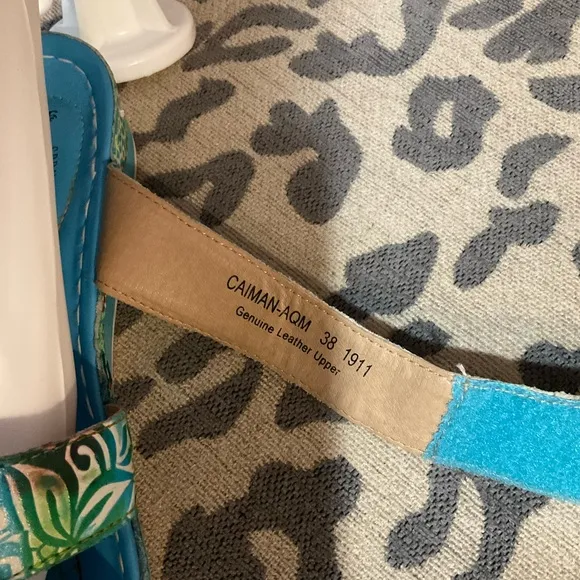 CAIMAN-AQM 38 1911
Genuine Leather Upper